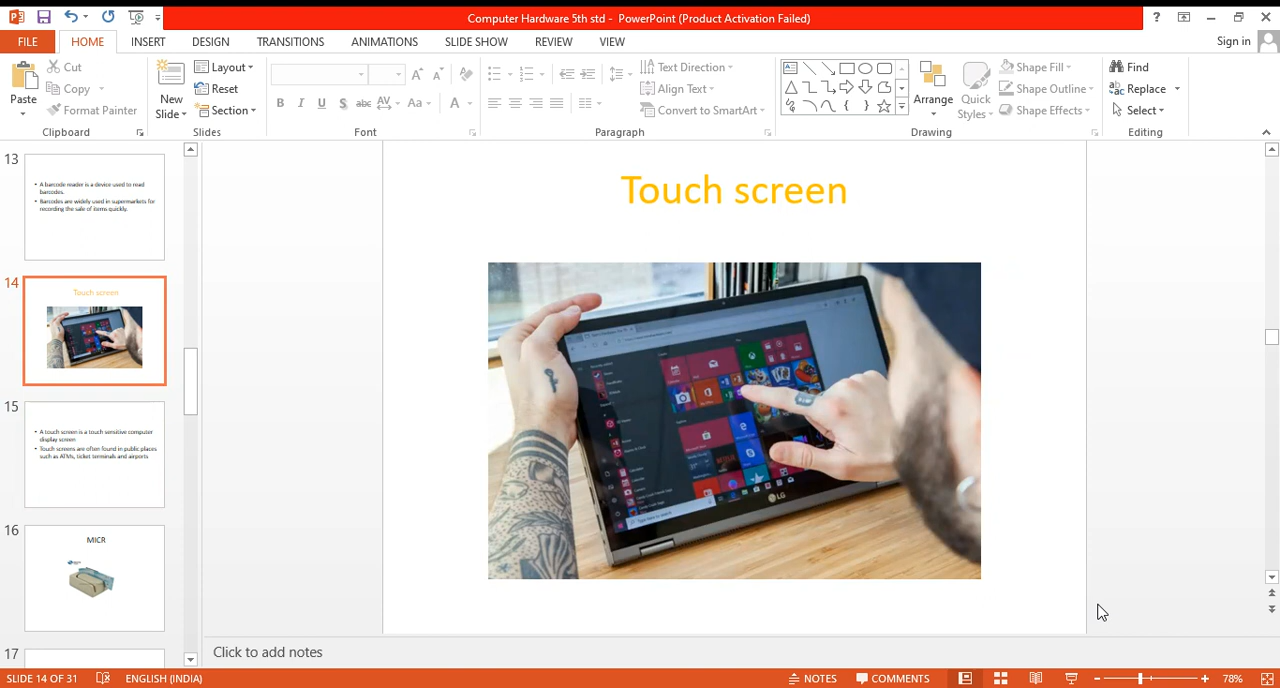 Computer Hardware 5th std - PowerPoint (Product Activation Failed)
FILE HOME INSERT DESIGN TRANSITIONS ANIMATIONS SLIDE SHOW REVIEW VIEW Sign in
Paste
Cut
Copy
Format Painter
Clipboard
New
Slide
Layout
Reset
Section
Slides
B I U S abc AV Aa A
Font
Text Direction
Align Text
Convert to SmartArt
Paragraph
Arrange
Quick
Styles
Shape Fill
Shape Outline
Shape Effects
Drawing
Find
Replace
Select
Editing
13
• A barcode reader is a device used to read
barcodes.
• Barcodes are widely used in supermarkets for
recording the sale of items quickly.
14
Touch screen
15
• A touch screen is a touch sensitive computer
display screen
• Touch screens are often found in public places
such as ATMs, ticket terminals and airports
16
MICR
17
Touch screen
LG
Click to add notes
SLIDE 14 OF 31 ENGLISH (INDIA) NOTES COMMENTS 78%